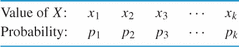 Value of X: x₁ x₂ x₃ ⋯ xₖ
Probability: p₁ p₂ p₃ ⋯ pₖ